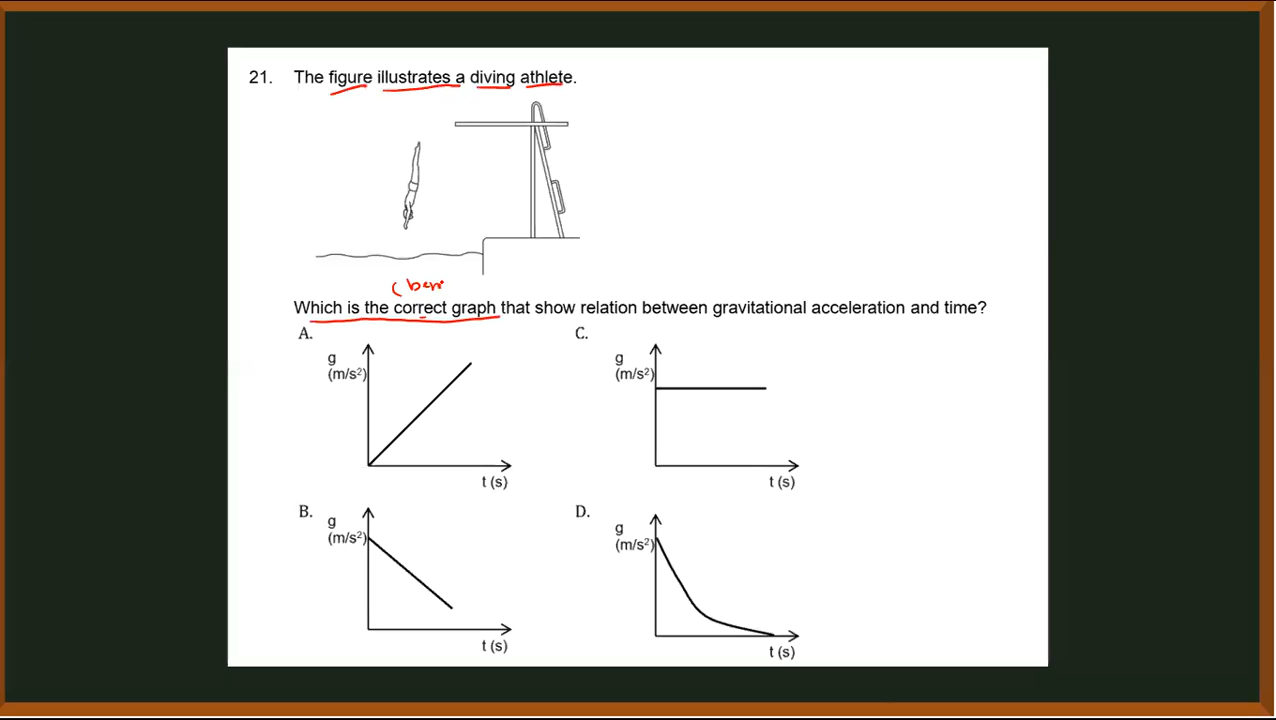 21. The figure illustrates a diving athlete.
Which is the correct graph that show relation between gravitational acceleration and time?
A.
g
(m/s²)
t (s)
C.
g
(m/s²)
t (s)
B.
g
(m/s²)
t (s)
D.
g
(m/s²)
t (s)